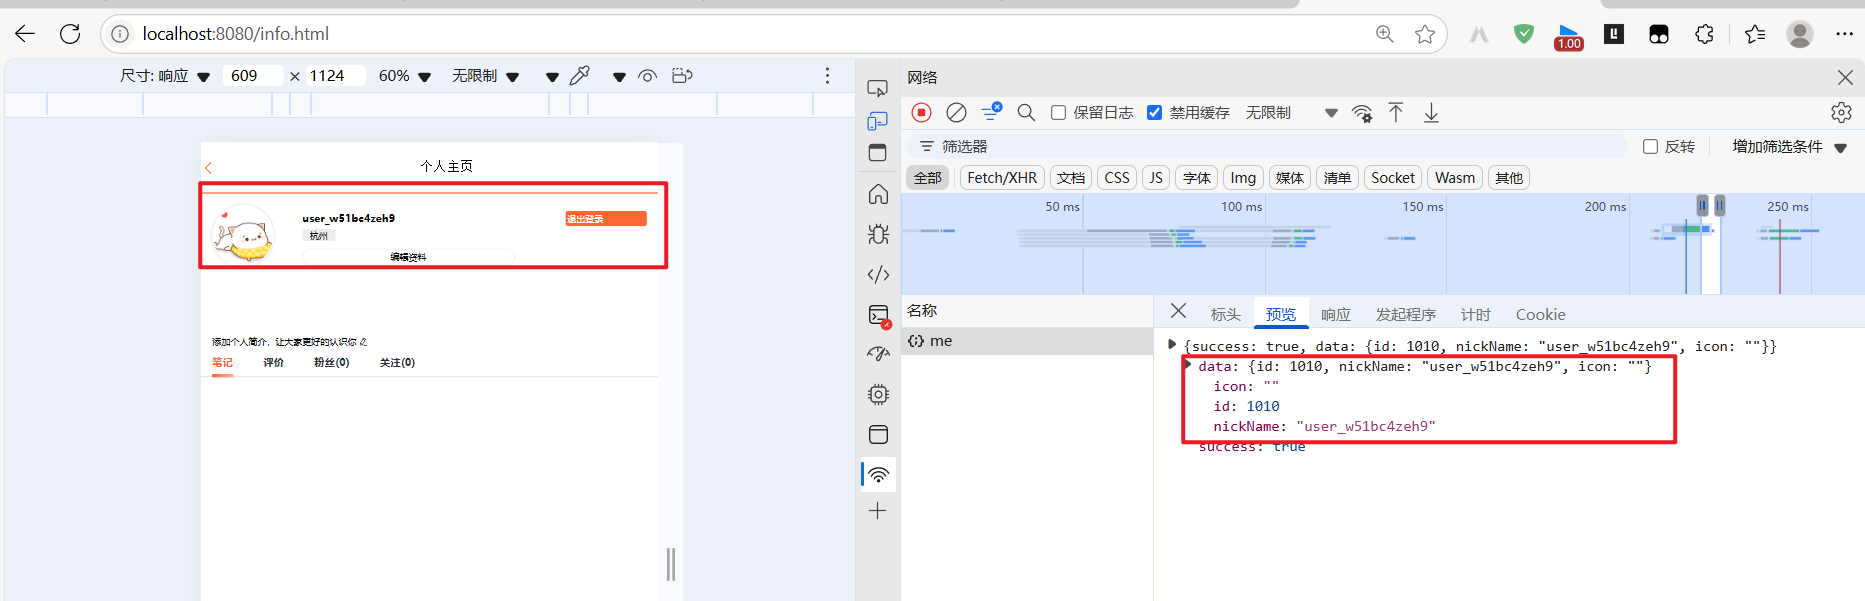 localhost:8080/info.html
1.00
尺寸: 响应 609 × 1124 60% 无限制
网络
保留日志 禁用缓存 无限制
筛选器 反转 增加筛选条件
全部 Fetch/XHR 文档 CSS JS 字体 Img 媒体 清单 Socket Wasm 其他
50 ms 100 ms 150 ms 200 ms 250 ms
个人主页
user_w51bc4zeh9 退出登录
杭州
编辑资料
添加个人简介，让大家更好的认识你
笔记 评价 粉丝(0) 关注(0)
名称
me
标头 预览 响应 发起程序 计时 Cookie
{success: true, data: {id: 1010, nickName: "user_w51bc4zeh9", icon: ""}}
data: {id: 1010, nickName: "user_w51bc4zeh9", icon: ""}
icon: ""
id: 1010
nickName: "user_w51bc4zeh9"
success: true